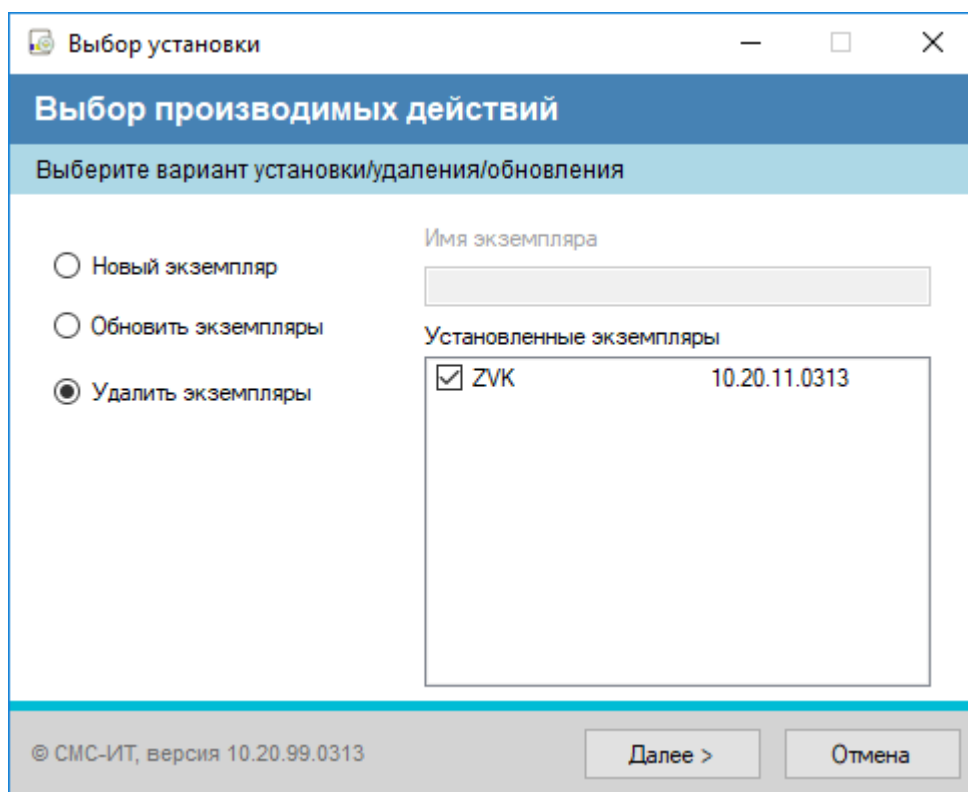 Выбор установки
Выбор производимых действий
Выберите вариант установки/удаления/обновления
Новый экземпляр
Обновить экземпляры
Удалить экземпляры
Имя экземпляра
Установленные экземпляры
ZVK 10.20.11.0313
© СМС-ИТ, версия 10.20.99.0313
Далее >
Отмена